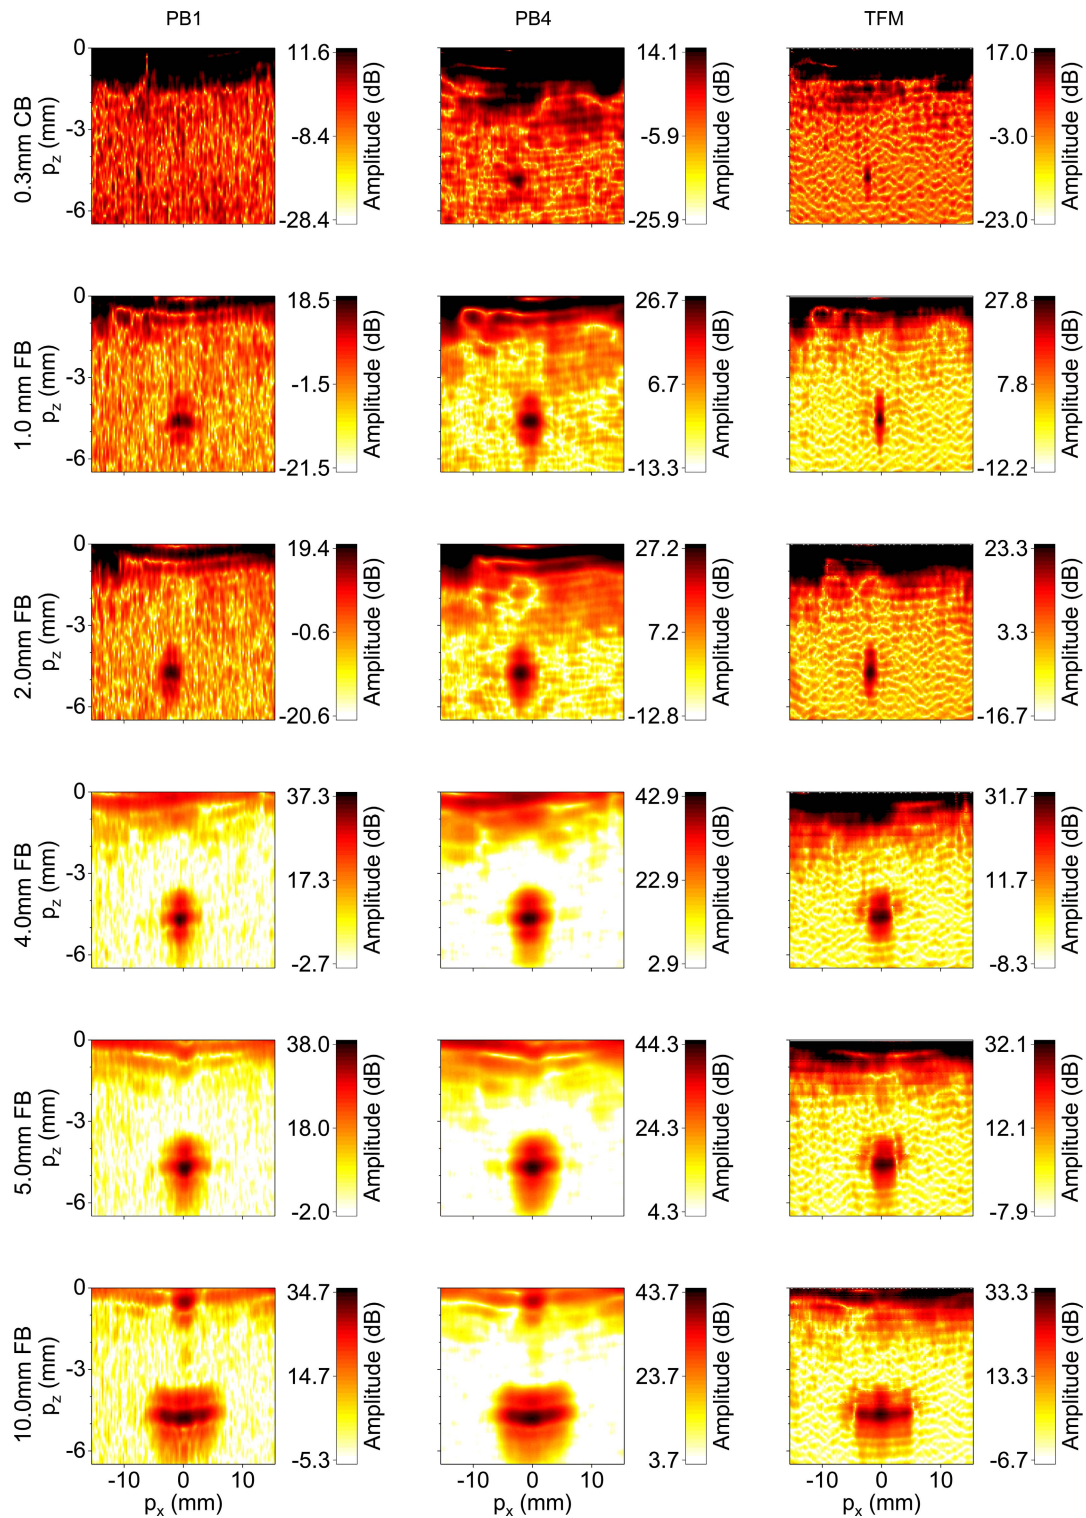 PB1 PB4 TFM
0 11.6 14.1 17.0
0.3mm CB p_z (mm) -3 -8.4 Amplitude (dB) -5.9 Amplitude (dB) -3.0 Amplitude (dB)
-6 -28.4 -25.9 -23.0
0 18.5 26.7 27.8
1.0 mm FB p_z (mm) -3 -1.5 Amplitude (dB) 6.7 Amplitude (dB) 7.8 Amplitude (dB)
-6 -21.5 -13.3 -12.2
0 19.4 27.2 23.3
2.0mm FB p_z (mm) -3 -0.6 Amplitude (dB) 7.2 Amplitude (dB) 3.3 Amplitude (dB)
-6 -20.6 -12.8 -16.7
0 37.3 42.9 31.7
4.0mm FB p_z (mm) -3 17.3 Amplitude (dB) 22.9 Amplitude (dB) 11.7 Amplitude (dB)
-6 -2.7 2.9 -8.3
0 38.0 44.3 32.1
5.0mm FB p_z (mm) -3 18.0 Amplitude (dB) 24.3 Amplitude (dB) 12.1 Amplitude (dB)
-6 -2.0 4.3 -7.9
0 34.7 43.7 33.3
10.0mm FB p_z (mm) -3 14.7 Amplitude (dB) 23.7 Amplitude (dB) 13.3 Amplitude (dB)
-6 -5.3 3.7 -6.7
-10 0 10 -10 0 10 -10 0 10
p_x (mm) p_x (mm) p_x (mm)